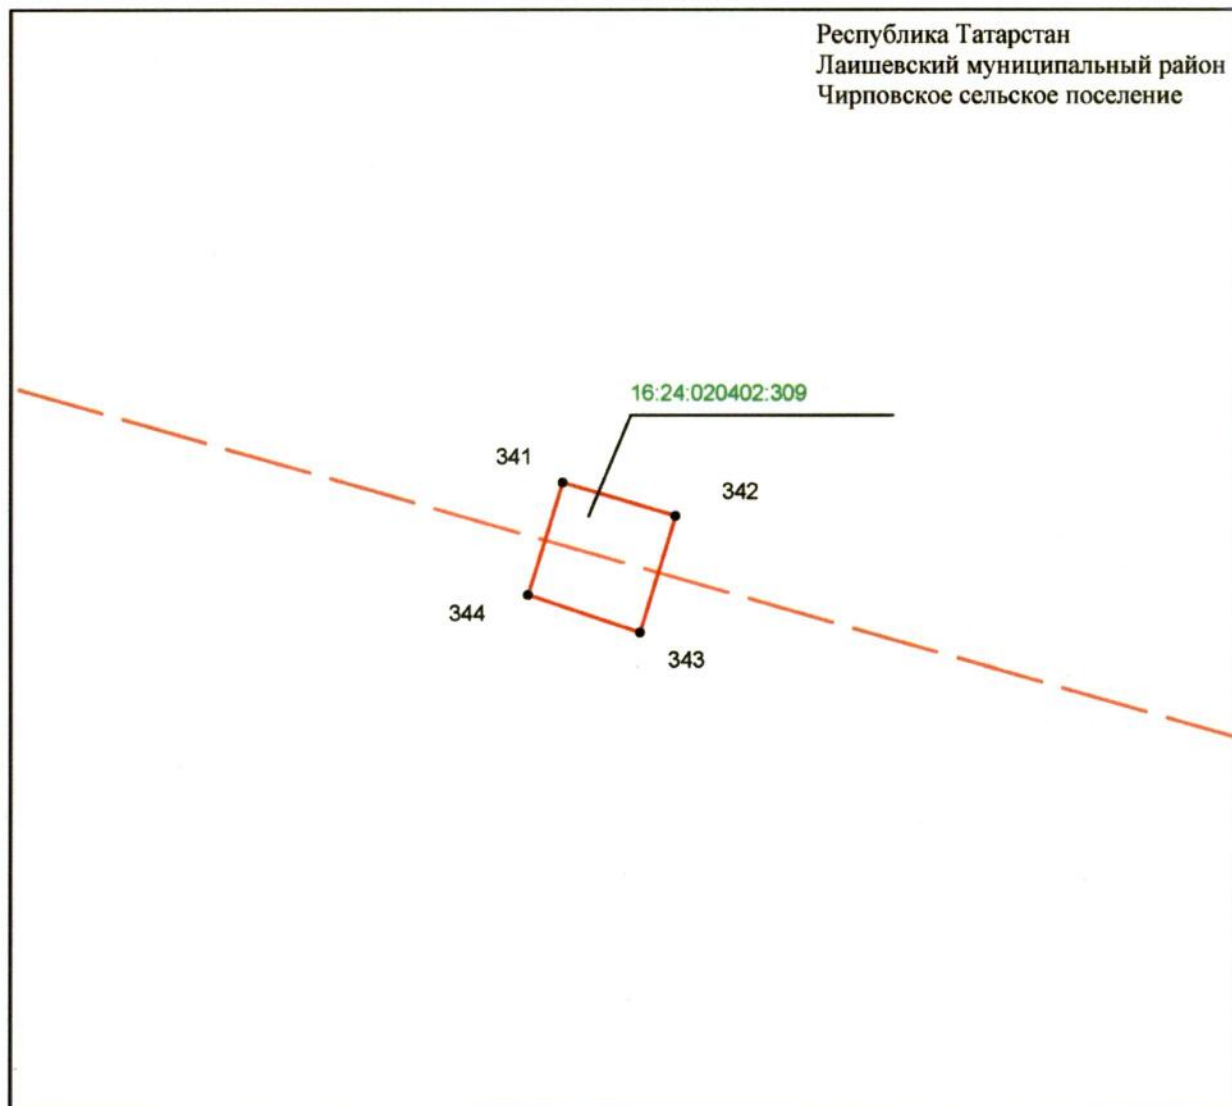 Республика Татарстан
Лаишевский муниципальный район
Чирповское сельское поселение
16:24:020402:309
341
342
344
343